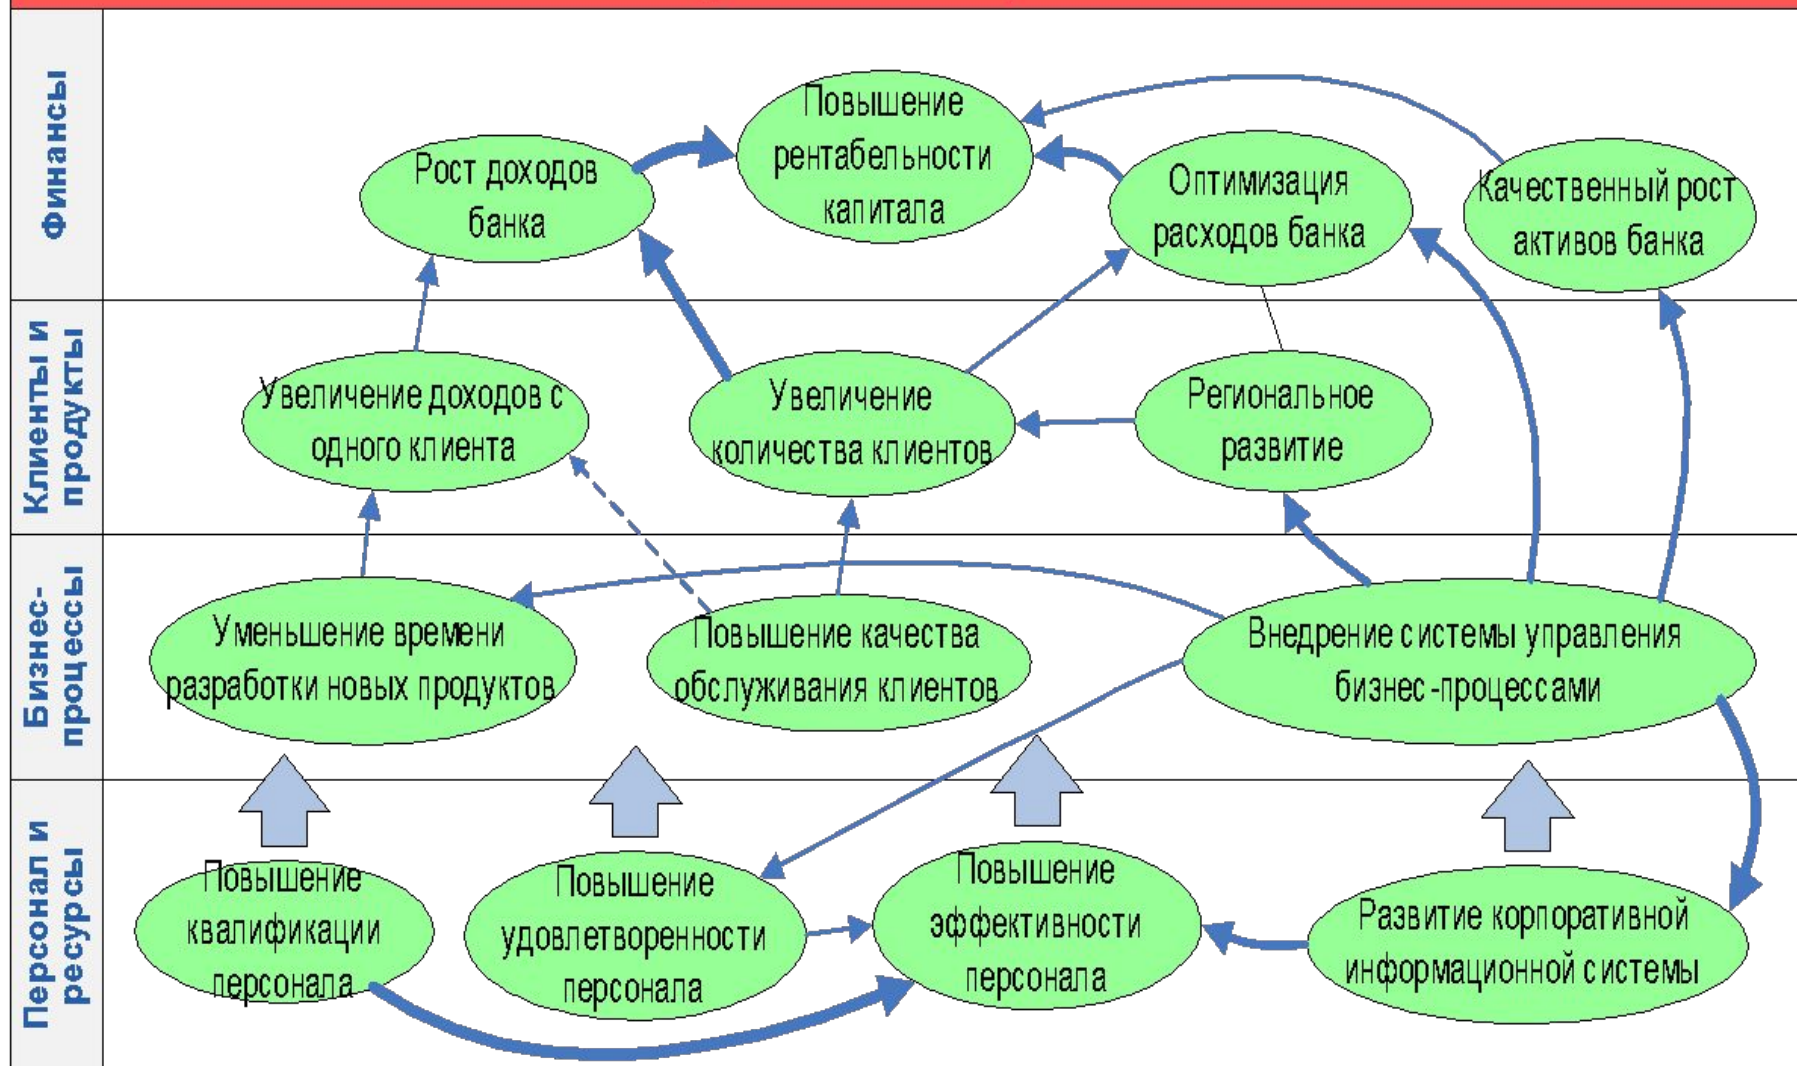 Финансы
Повышение
рентабельности
капитала
Рост доходов
банка
Оптимизация
расходов банка
Качественный рост
активов банка
Клиенты и
продукты
Увеличение доходов с
одного клиента
Увеличение
количества клиентов
Региональное
развитие
Бизнес-
процессы
Уменьшение времени
разработки новых продуктов
Повышение качества
обслуживания клиентов
Внедрение системы управления
бизнес-процессами
Персонал и
ресурсы
Повышение
квалификации
персонала
Повышение
удовлетворенности
персонала
Повышение
эффективности
персонала
Развитие корпоративной
информационной системы